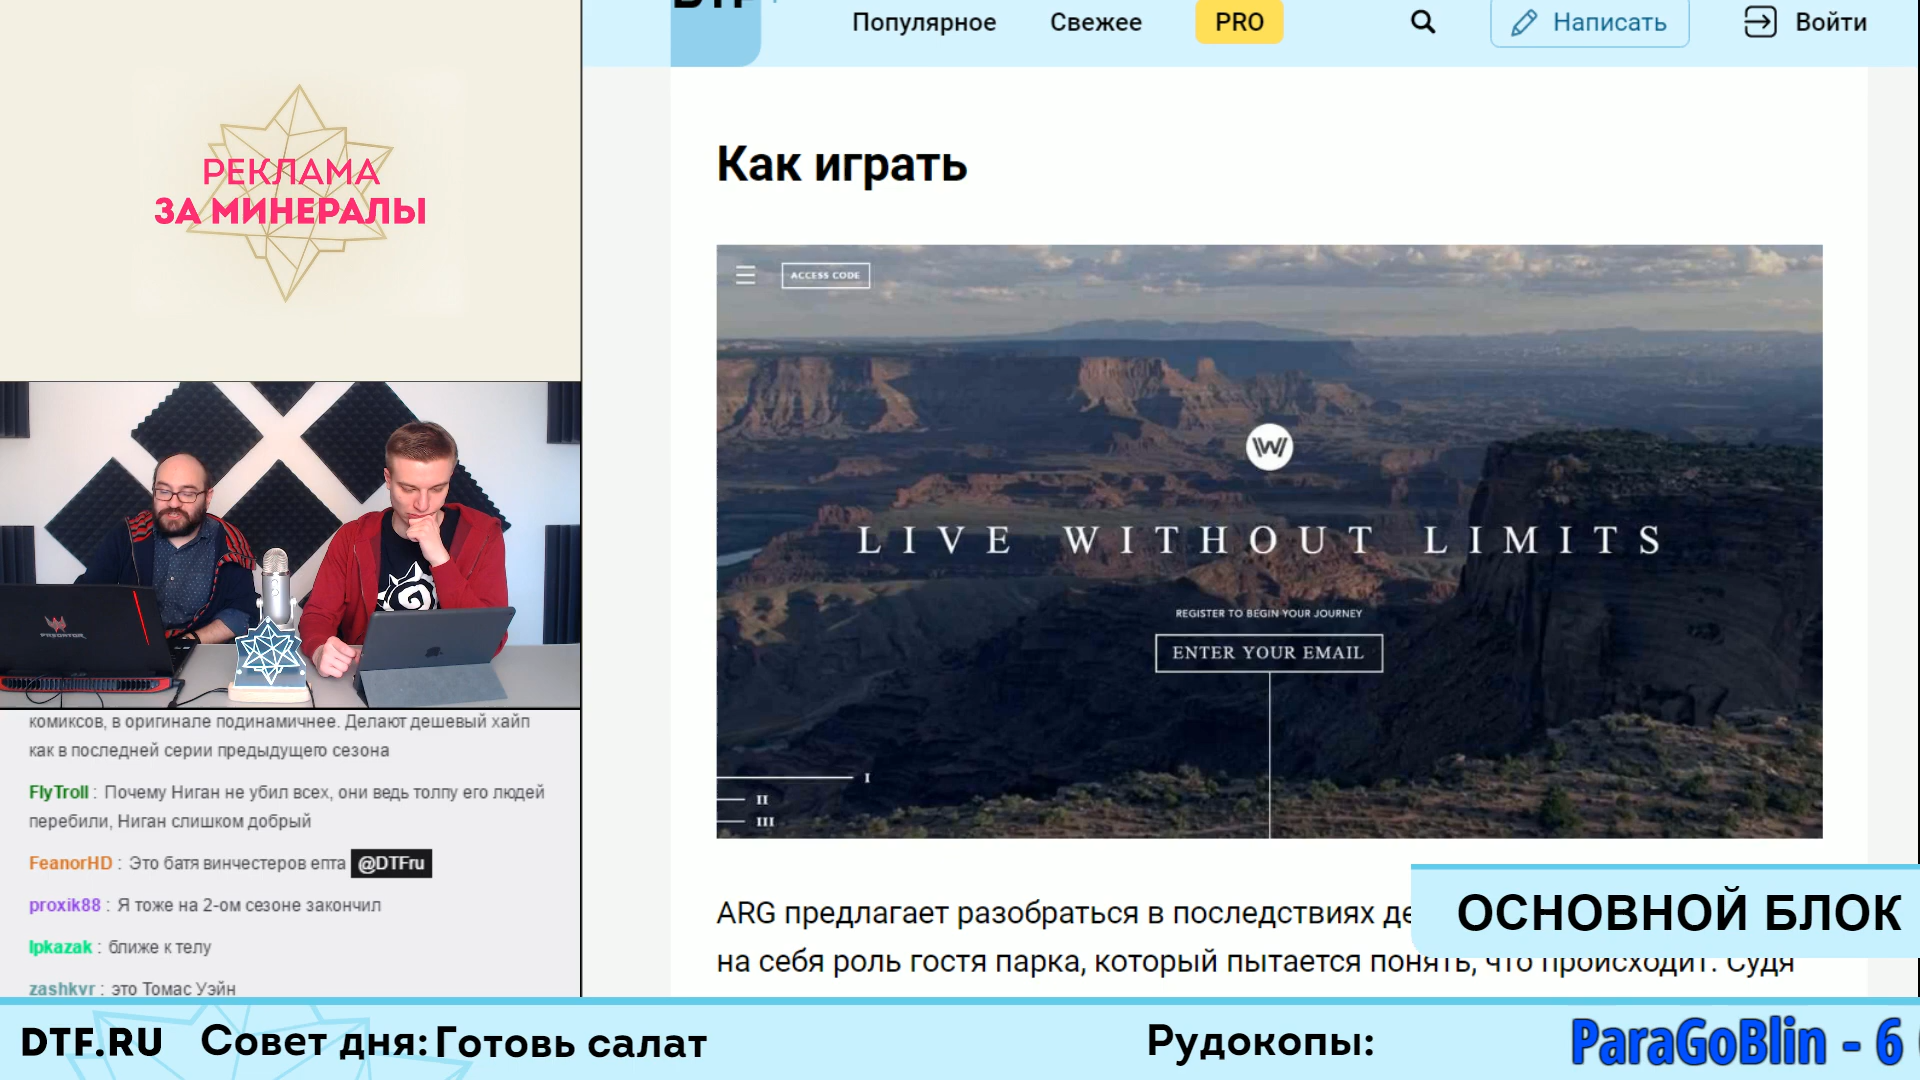 РЕКЛАМА
ЗА МИНЕРАЛЫ
PREDATOR
комиксов, в оригинале подинамичнее. Делают дешевый хайп
как в последней серии предыдущего сезона
FlyTroll : Почему Ниган не убил всех, они ведь толпу его людей
перебили, Ниган слишком добрый
FeanorHD : Это батя винчестеров епта @DTFru
proxik88 : Я тоже на 2-ом сезоне закончил
lpkazak : ближе к телу
zashkvr : это Томас Уэйн
DTF
Популярное Свежее PRO Написать Войти
Как играть
ACCESS CODE
W
LIVE WITHOUT LIMITS
REGISTER TO BEGIN YOUR JOURNEY
ENTER YOUR EMAIL
I
II
III
ARG предлагает разобраться в последствиях де
на себя роль гостя парка, который пытается понять, что происходит. Судя
ОСНОВНОЙ БЛОК
DTF.RU Совет дня: Готовь салат Рудокопы: ParaGoBlin - 6